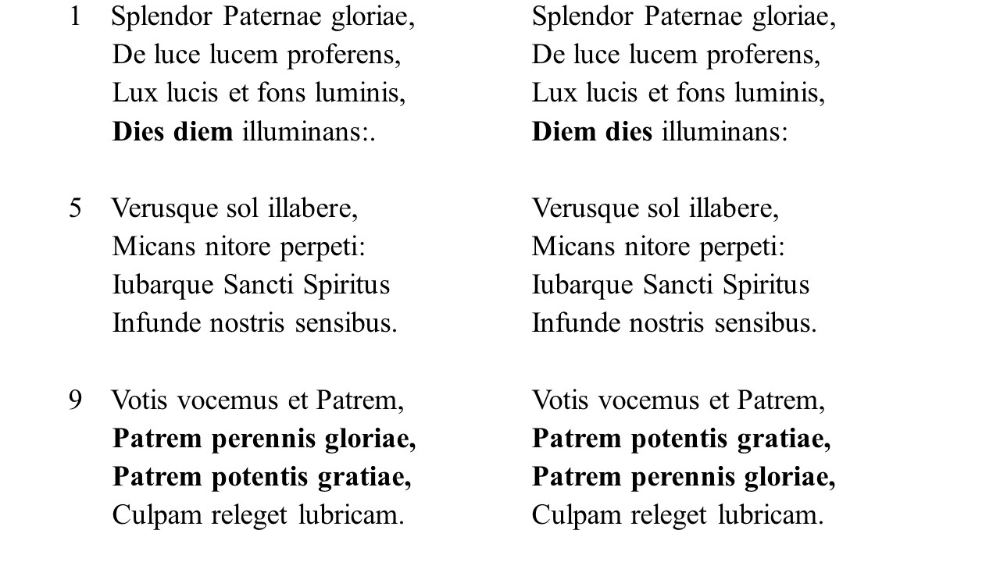 1 Splendor Paternae gloriae, Splendor Paternae gloriae,
De luce lucem proferens, De luce lucem proferens,
Lux lucis et fons luminis, Lux lucis et fons luminis,
Dies diem illuminans:. Diem dies illuminans:
5 Verusque sol illabere, Verusque sol illabere,
Micans nitore perpeti: Micans nitore perpeti:
Iubarque Sancti Spiritus Iubarque Sancti Spiritus
Infunde nostris sensibus. Infunde nostris sensibus.
9 Votis vocemus et Patrem, Votis vocemus et Patrem,
Patrem perennis gloriae, Patrem potentis gratiae,
Patrem potentis gratiae, Patrem perennis gloriae,
Culpam releget lubricam. Culpam releget lubricam.